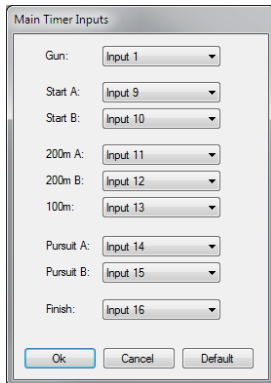 Main Timer Inputs
Gun: Input 1
Start A: Input 9
Start B: Input 10
200m A: Input 11
200m B: Input 12
100m: Input 13
Pursuit A: Input 14
Pursuit B: Input 15
Finish: Input 16
Ok Cancel Default